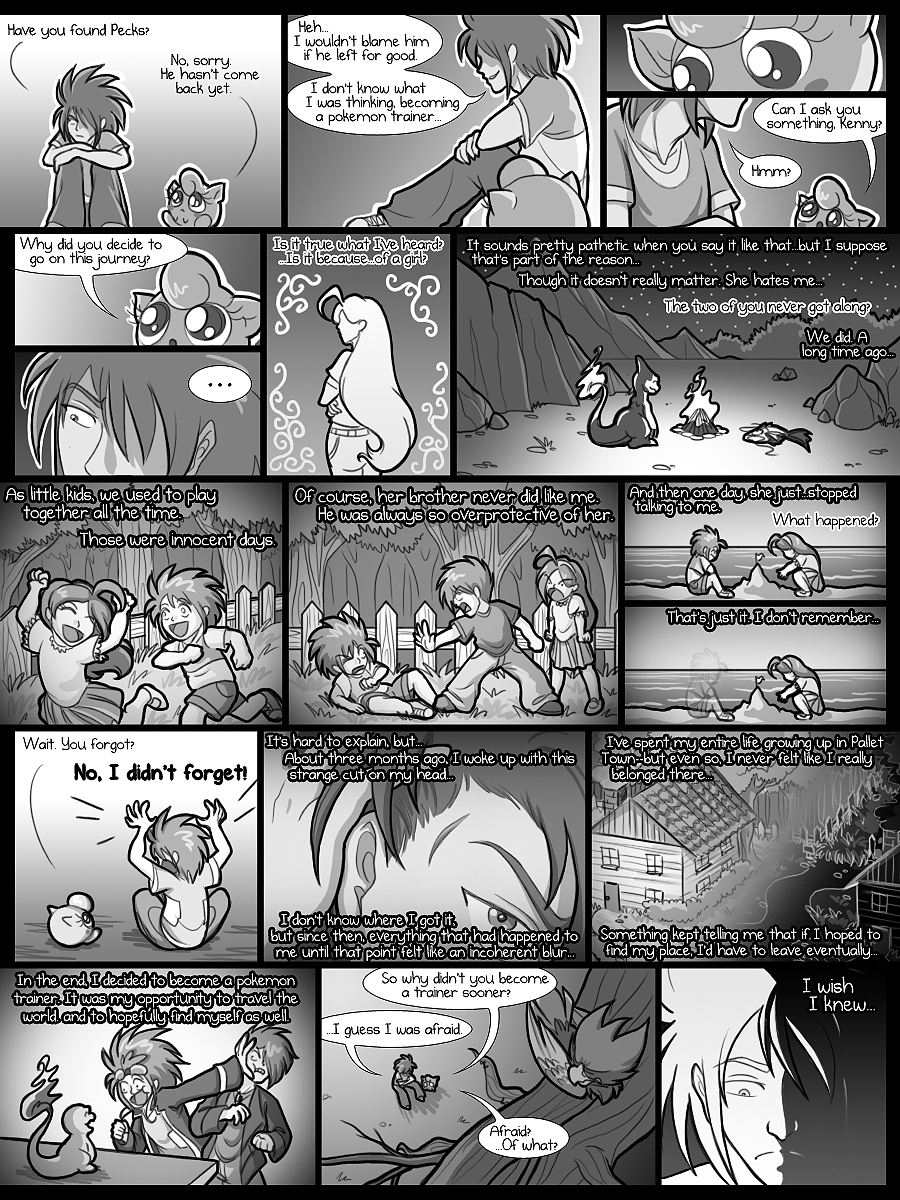 Have you found Pecks?
No, sorry.
He hasn't come
back yet.
Heh...
I wouldn't blame him
if he left for good.
I don't know what
I was thinking, becoming
a pokemon trainer...
Can I ask you
something, Kenny?
Hmm?
Why did you decide to
go on this journey?
...
Is it true what I've heard?
...Is it because...of a girl?
It sounds pretty pathetic when you say it like that...but I suppose
that's part of the reason...
Though it doesn't really matter. She hates me...
The two of you never got along?
We did. A
long time ago...
As little kids, we used to play
together all the time.
Those were innocent days.
Of course, her brother never did like me.
He was always so overprotective of her.
And then one day, she just...stopped
talking to me.
What happened?
That's just it. I don't remember...
Wait. You forgot?
No, I didn't forget!
It's hard to explain, but...
About three months ago, I woke up with this
strange cut on my head...
I don't know where I got it,
but since then, everything that had happened to
me until that point felt like an incoherent blur...
I've spent my entire life growing up in Pallet
Town--but even so, I never felt like I really
belonged there...
Something kept telling me that if I hoped to
find my place, I'd have to leave eventually...
In the end, I decided to become a pokemon
trainer. It was my opportunity to travel the
world. and to hopefully find myself as well.
So why didn't you become
a trainer sooner?
...I guess I was afraid.
Afraid?
...Of what?
I wish
I knew...